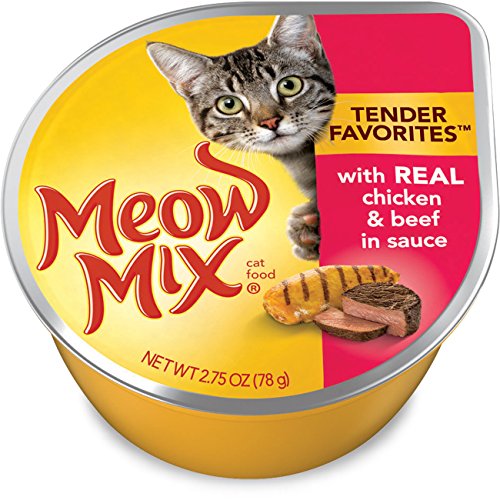 Meow
Mix
cat
food
®
TENDER
FAVORITES™
with REAL
chicken
& beef
in sauce
NET WT 2.75 OZ (78 g)